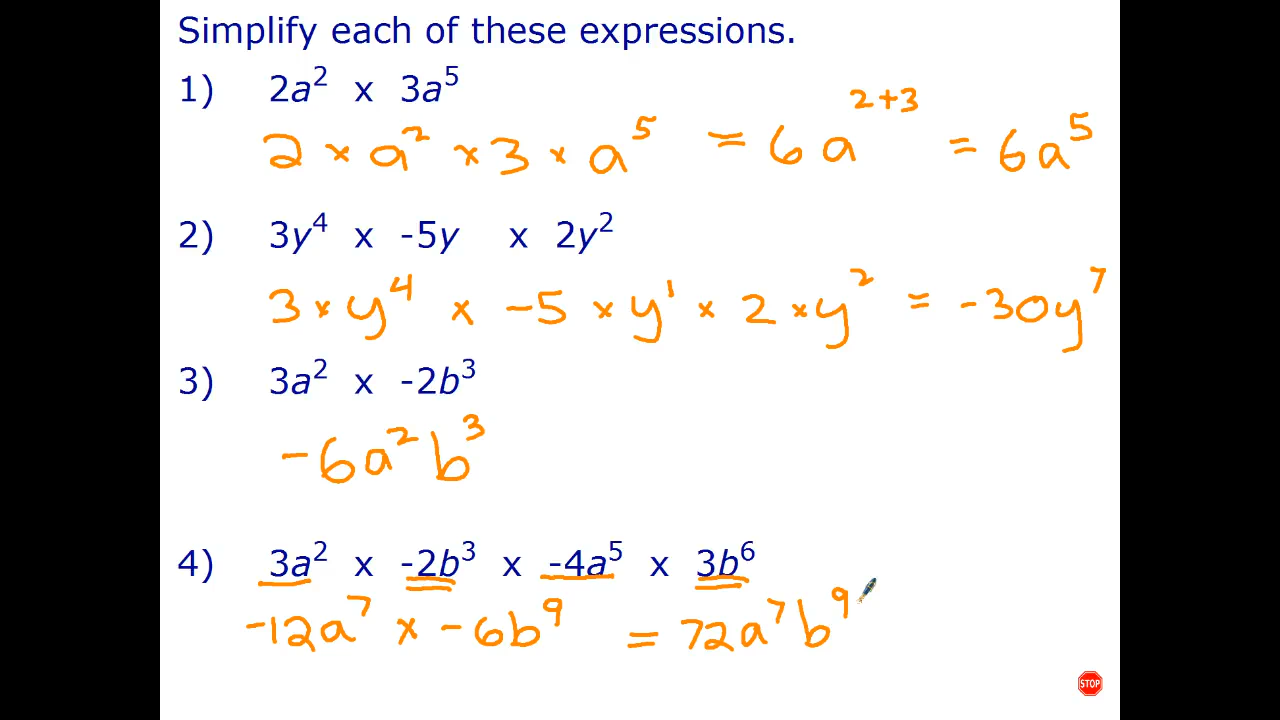 Simplify each of these expressions.
1) 2a² x 3a⁵
2 × a² × 3 × a⁵ = 6a²⁺³ = 6a⁵
2) 3y⁴ x -5y x 2y²
3 × y⁴ × -5 × y¹ × 2 × y² = -30y⁷
3) 3a² x -2b³
-6a²b³
4) 3a² x -2b³ x -4a⁵ x 3b⁶
-12a⁷ × -6b⁹ = 72a⁷b⁹
STOP